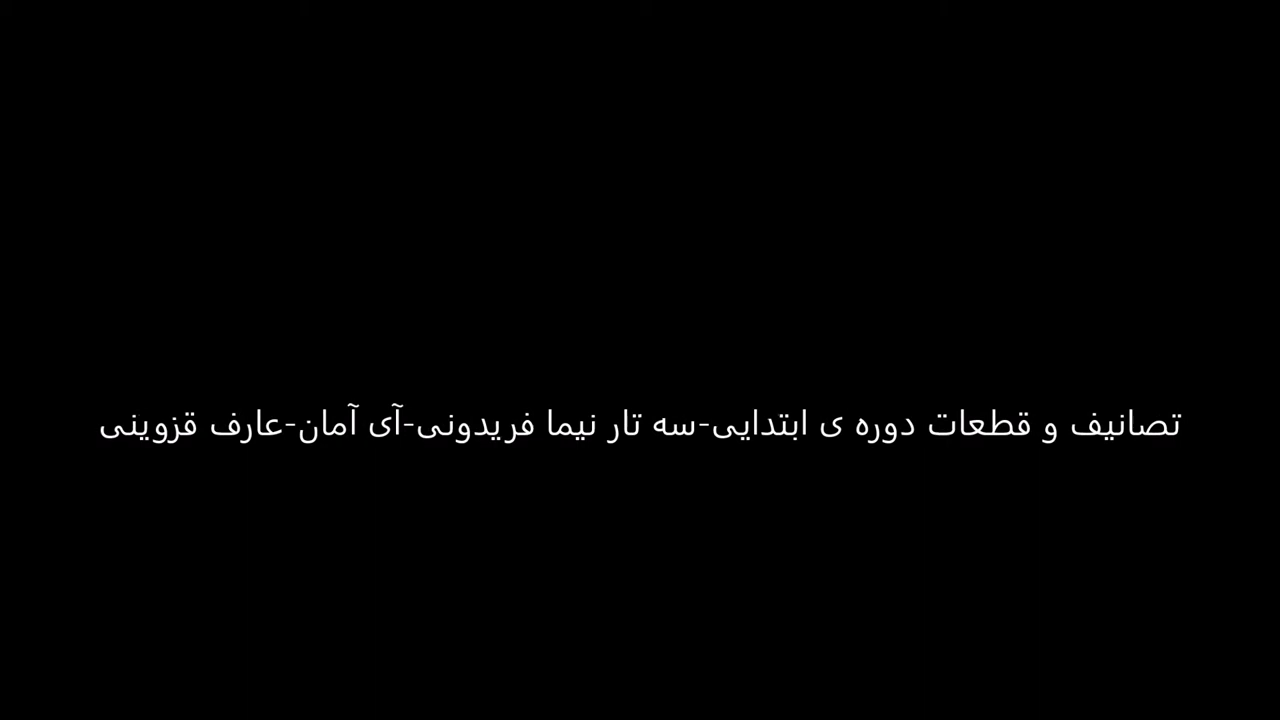 تصانیف و قطعات دوره ی ابتدایی-سه تار نیما فریدونی-آی آمان-عارف قزوینی